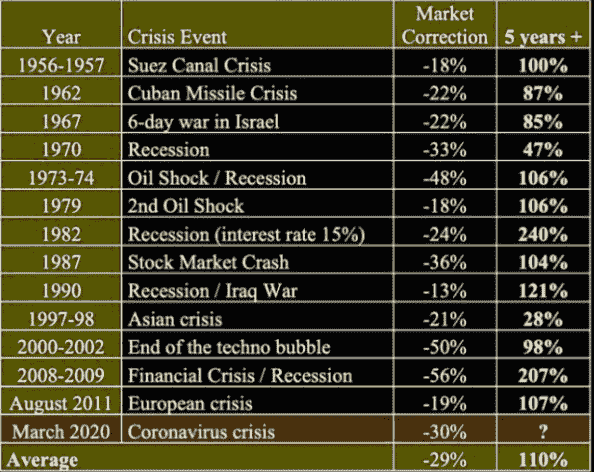 Year Crisis Event Market Correction 5 years +
1956-1957 Suez Canal Crisis -18% 100%
1962 Cuban Missile Crisis -22% 87%
1967 6-day war in Israel -22% 85%
1970 Recession -33% 47%
1973-74 Oil Shock / Recession -48% 106%
1979 2nd Oil Shock -18% 106%
1982 Recession (interest rate 15%) -24% 240%
1987 Stock Market Crash -36% 104%
1990 Recession / Iraq War -13% 121%
1997-98 Asian crisis -21% 28%
2000-2002 End of the techno bubble -50% 98%
2008-2009 Financial Crisis / Recession -56% 207%
August 2011 European crisis -19% 107%
March 2020 Coronavirus crisis -30% ?
Average -29% 110%